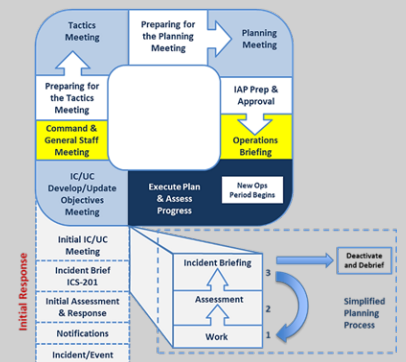 Tactics
Meeting
Preparing for
the Planning
Meeting
Planning
Meeting
Preparing for
the Tactics
Meeting
IAP Prep &
Approval
Command &
General Staff
Meeting
Operations
Briefing
IC/UC
Develop/Update
Objectives
Meeting
Execute Plan
& Assess
Progress
New Ops
Period Begins
Initial Response
Initial IC/UC
Meeting
Incident Brief
ICS-201
Initial Assessment
& Response
Notifications
Incident/Event
Incident Briefing
3
Assessment
2
Work
1
Deactivate
and Debrief
Simplified
Planning
Process